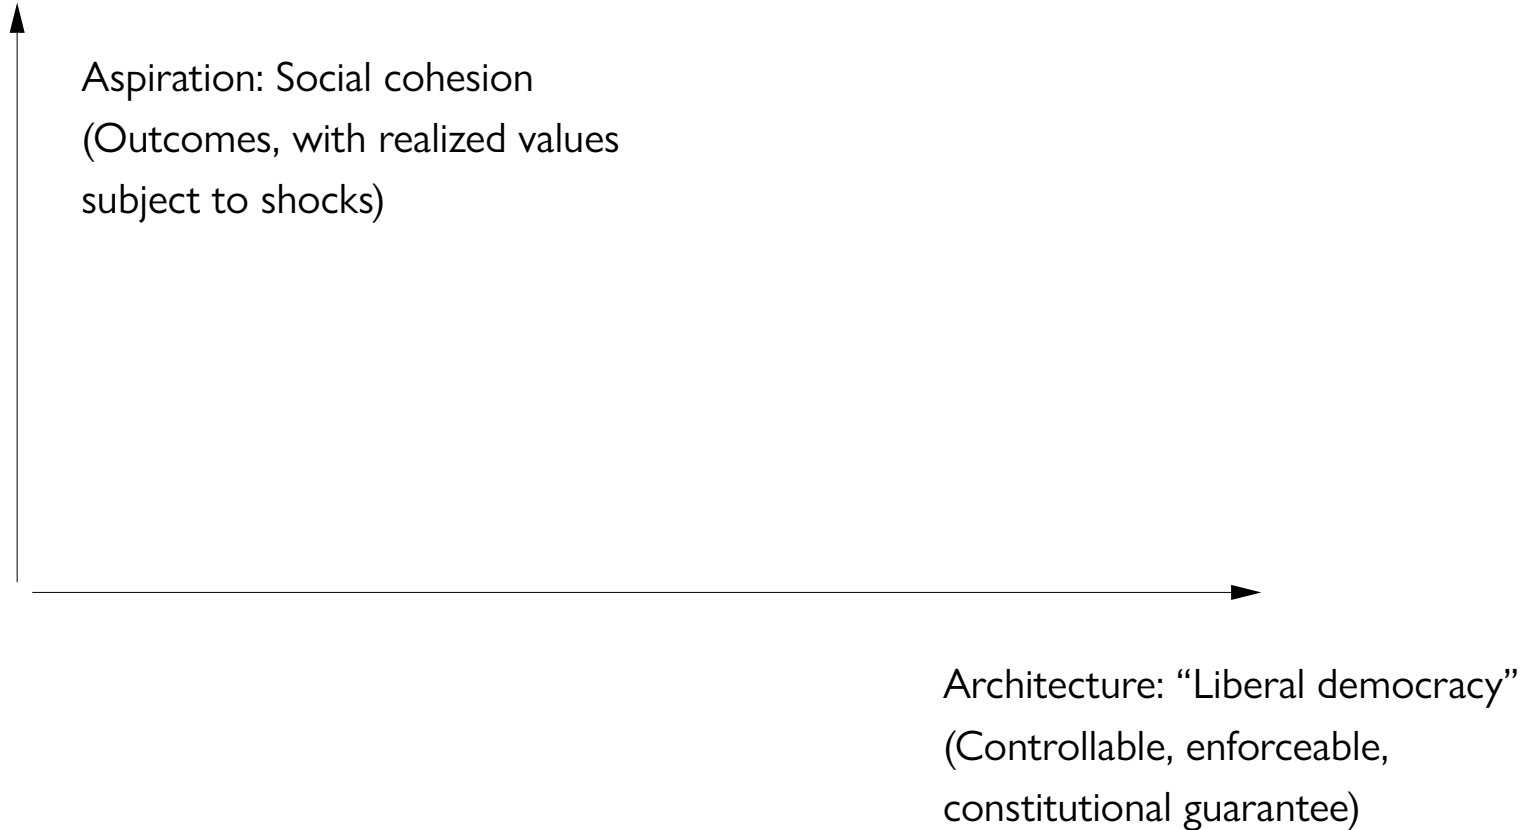 Aspiration: Social cohesion
(Outcomes, with realized values
subject to shocks)
Architecture: “Liberal democracy”
(Controllable, enforceable,
constitutional guarantee)